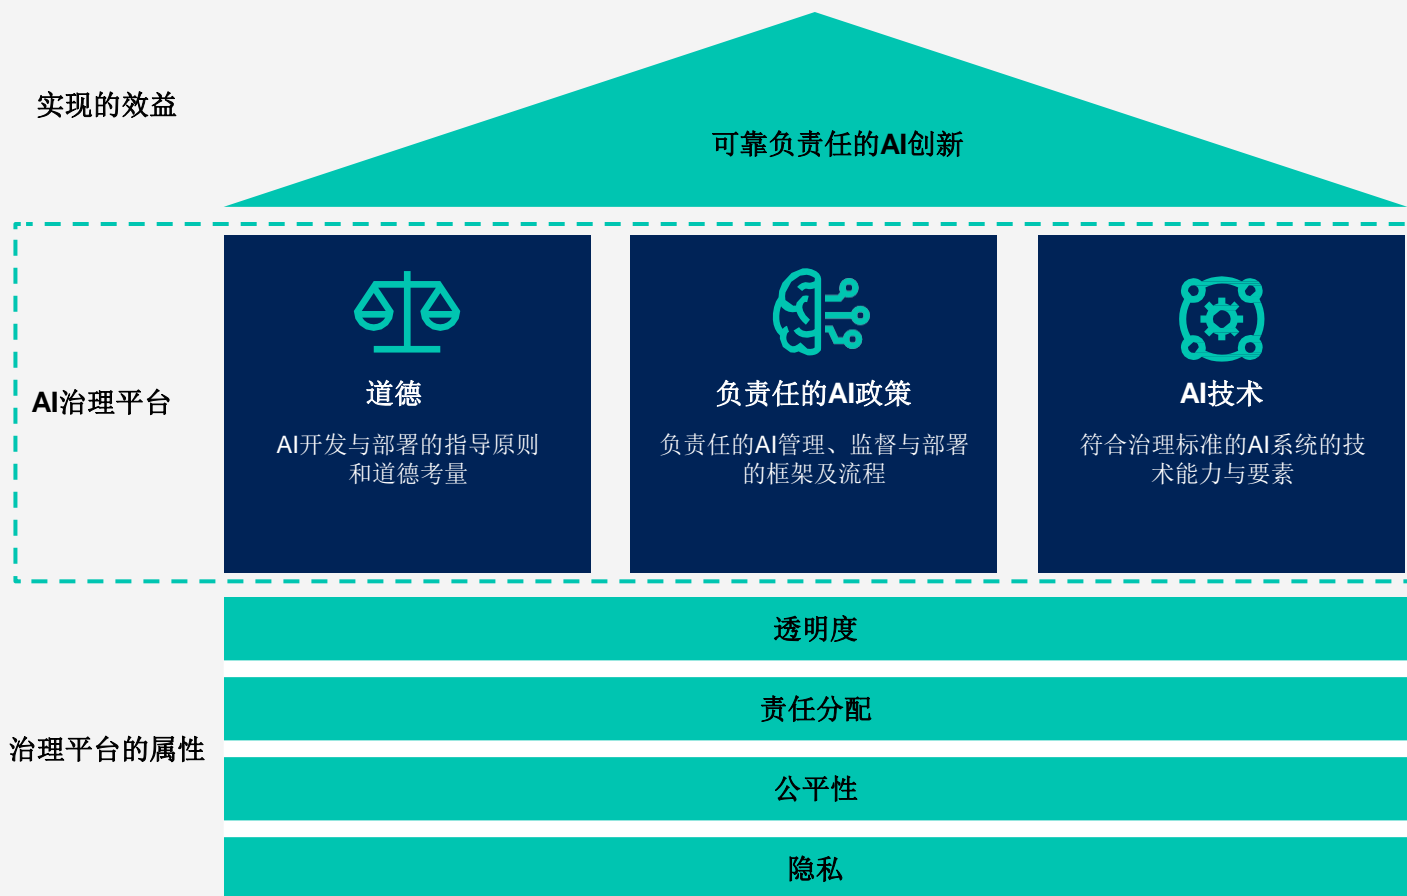 实现的效益
可靠负责任的AI创新
AI治理平台
道德
AI开发与部署的指导原则
和道德考量
负责任的AI政策
负责任的AI管理、监督与部署
的框架及流程
AI技术
符合治理标准的AI系统的技
术能力与要素
治理平台的属性
透明度
责任分配
公平性
隐私